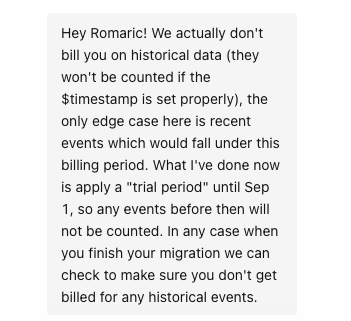 Hey Romaric! We actually don't
bill you on historical data (they
won't be counted if the
$timestamp is set properly), the
only edge case here is recent
events which would fall under this
billing period. What I've done now
is apply a "trial period" until Sep
1, so any events before then will
not be counted. In any case when
you finish your migration we can
check to make sure you don't get
billed for any historical events.